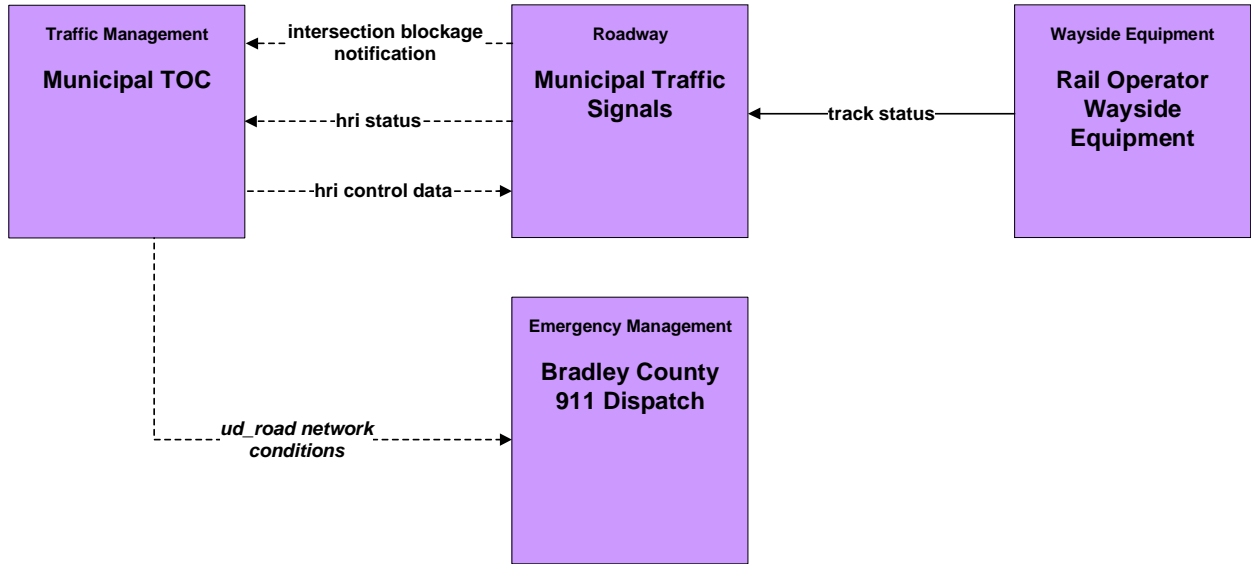 Traffic Management
Municipal TOC
intersection blockage
notification
hri status
hri control data
Roadway
Municipal Traffic
Signals
track status
Wayside Equipment
Rail Operator
Wayside
Equipment
Emergency Management
Bradley County
911 Dispatch
ud_road network
conditions